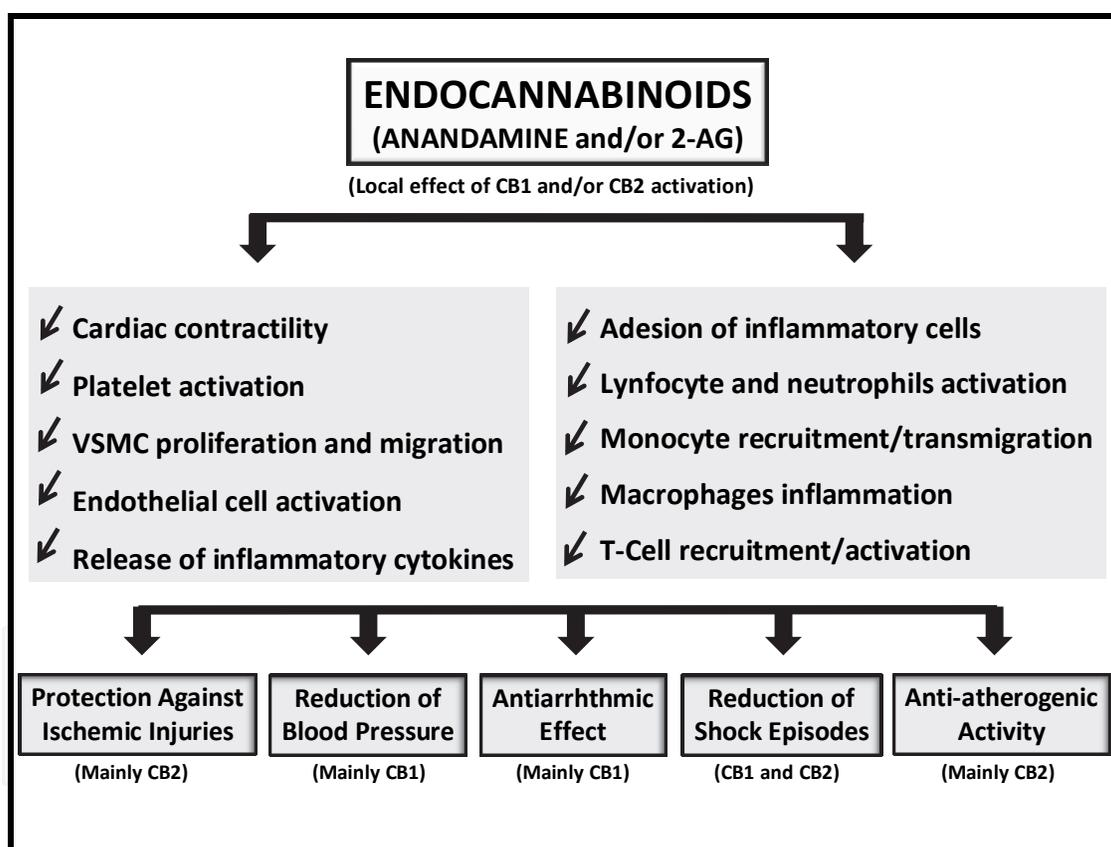 ENDOCANNABINOIDS
(ANANDAMINE and/or 2-AG)
(Local effect of CB1 and/or CB2 activation)
Cardiac contractility
Platelet activation
VSMC proliferation and migration
Endothelial cell activation
Release of inflammatory cytokines
Adesion of inflammatory cells
Lynfocyte and neutrophils activation
Monocyte recruitment/transmigration
Macrophages inflammation
T-Cell recruitment/activation
Protection Against
Ischemic Injuries
(Mainly CB2)
Reduction of
Blood Pressure
(Mainly CB1)
Antiarrhthmic
Effect
(Mainly CB1)
Reduction of
Shock Episodes
(CB1 and CB2)
Anti-atherogenic
Activity
(Mainly CB2)